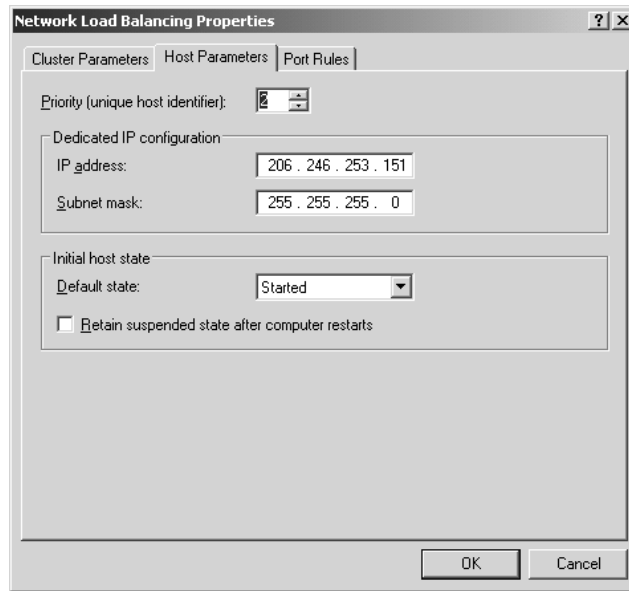 Network Load Balancing Properties ? X
Cluster Parameters Host Parameters Port Rules
Priority (unique host identifier): 2
Dedicated IP configuration
IP address: 206 . 246 . 253 . 151
Subnet mask: 255 . 255 . 255 . 0
Initial host state
Default state: Started
Retain suspended state after computer restarts
OK Cancel